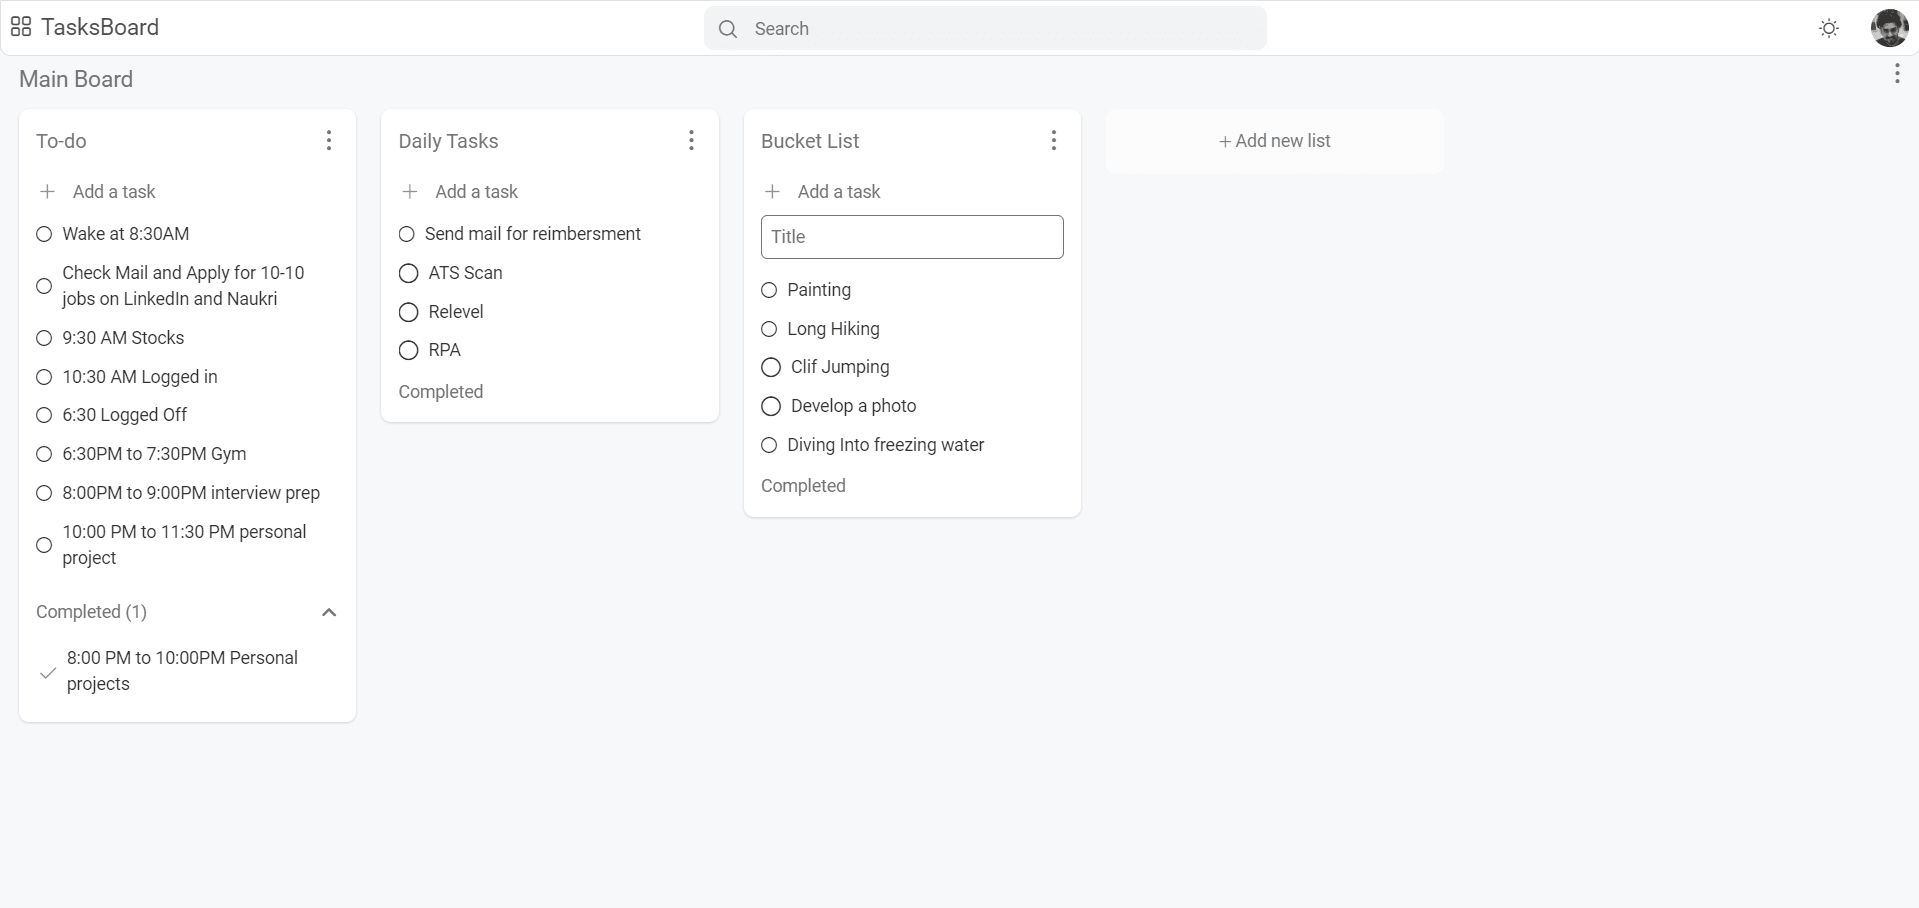 TasksBoard
Search
Main Board
To-do
Add a task
Wake at 8:30AM
Check Mail and Apply for 10-10
jobs on LinkedIn and Naukri
9:30 AM Stocks
10:30 AM Logged in
6:30 Logged Off
6:30PM to 7:30PM Gym
8:00PM to 9:00PM interview prep
10:00 PM to 11:30 PM personal
project
Completed (1)
8:00 PM to 10:00PM Personal
projects
Daily Tasks
Add a task
Send mail for reimbersment
ATS Scan
Relevel
RPA
Completed
Bucket List
Add a task
Title
Painting
Long Hiking
Clif Jumping
Develop a photo
Diving Into freezing water
Completed
+ Add new list